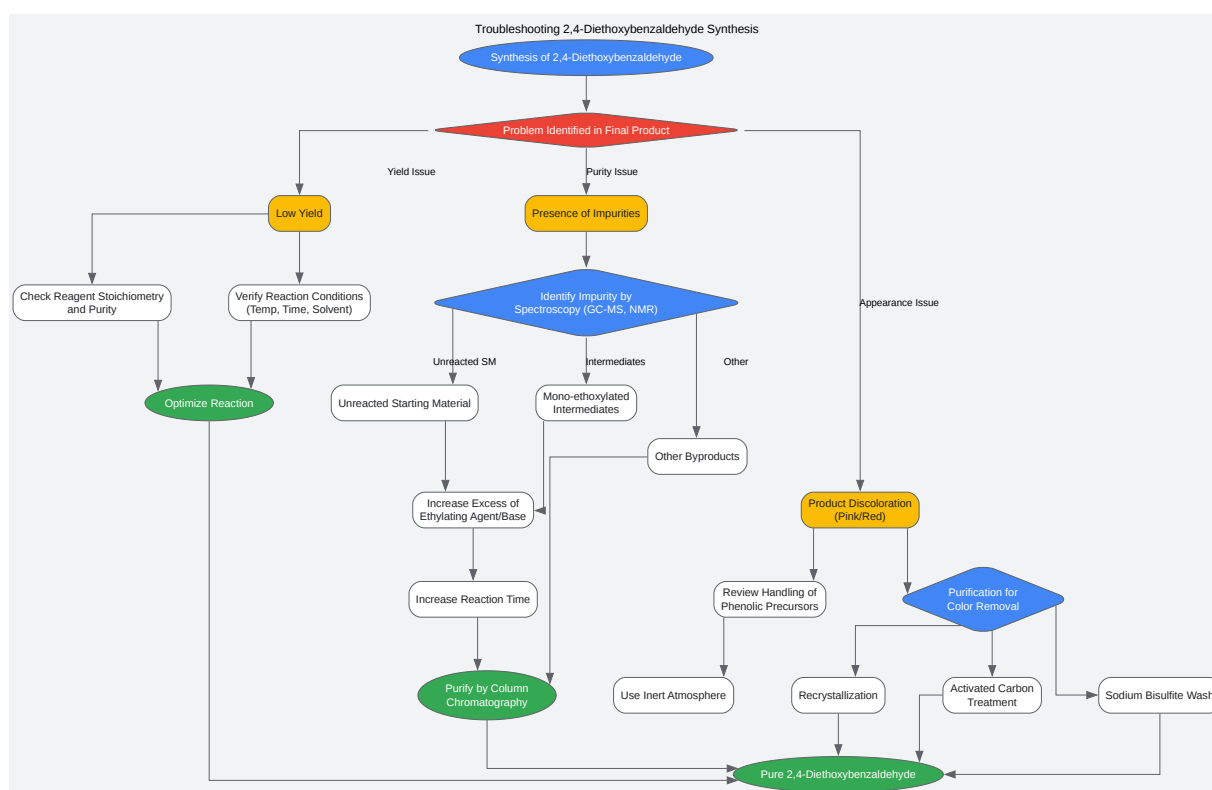 Troubleshooting 2,4-Diethoxybenzaldehyde Synthesis
Synthesis of 2,4-Diethoxybenzaldehyde
Problem Identified in Final Product
Yield Issue
Purity Issue
Low Yield
Presence of Impurities
Check Reagent Stoichiometry
and Purity
Verify Reaction Conditions
(Temp, Time, Solvent)
Identify Impurity by
Spectroscopy (GC-MS, NMR)
Appearance Issue
Unreacted SM
Intermediates
Other
Optimize Reaction
Unreacted Starting Material
Mono-ethoxylated
Intermediates
Other Byproducts
Increase Excess of
Ethylating Agent/Base
Product Discoloration
(Pink/Red)
Increase Reaction Time
Review Handling of
Phenolic Precursors
Purification for
Color Removal
Purify by Column
Chromatography
Use Inert Atmosphere
Recrystallization
Activated Carbon
Treatment
Sodium Bisulfite Wash
Pure 2,4-Diethoxybenzaldehyde